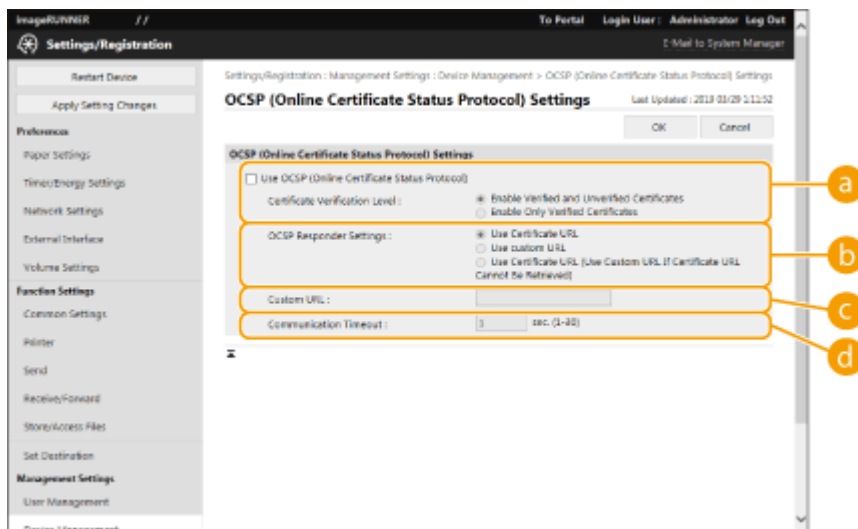 imageRUNNER // To Portal Login User: Administrator Log Out
Settings/Registration E-Mail to System Manager
Restart Device
Apply Setting Changes
Preferences
Paper Settings
Timer/Energy Settings
Network Settings
External Interface
Volume Settings
Function Settings
Common Settings
Printer
Send
Receive/Forward
Store/Access Files
Set Destination
Management Settings
User Management
Device Management
Settings/Registration : Management Settings : Device Management > OCSP (Online Certificate Status Protocol) Settings
OCSP (Online Certificate Status Protocol) Settings Last Updated : 2019 03/29 1:11:52
OK Cancel
OCSP (Online Certificate Status Protocol) Settings
Use OCSP (Online Certificate Status Protocol)
Certificate Verification Level : Enable Verified and Unverified Certificates
Enable Only Verified Certificates
a
OCSP Responder Settings : Use Certificate URL
Use custom URL
Use Certificate URL (Use Custom URL If Certificate URL
Cannot Be Retrieved)
b
Custom URL :
c
Communication Timeout : 3 sec. (1-30)
d